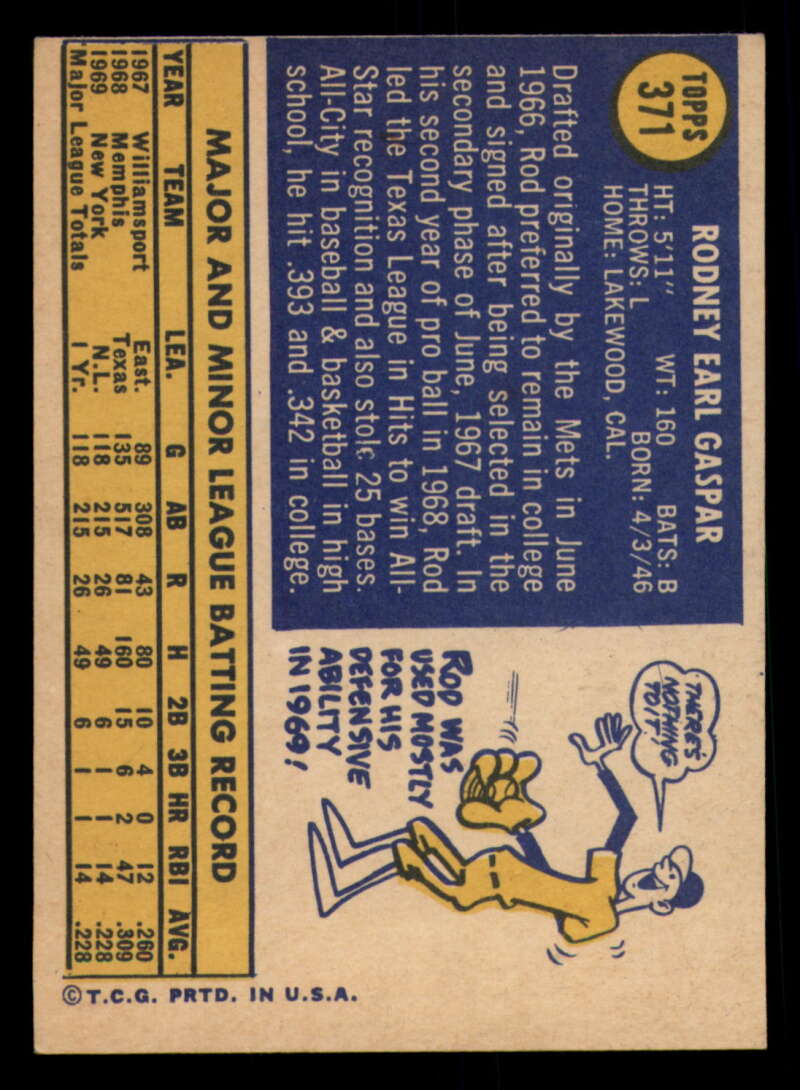 TOPPS
371
RODNEY EARL GASPAR
HT: 5'11" WT: 160 BATS: B
THROWS: L BORN: 4/3/46
HOME: LAKEWOOD, CAL.
Drafted originally by the Mets in June
1966, Rod preferred to remain in college
and signed after being selected in the
secondary phase of June, 1967 draft. In
his second year of pro ball in 1968, Rod
led the Texas League in Hits to win All-
Star recognition and also stole 25 bases.
All-City in baseball & basketball in high
school, he hit .393 and .342 in college.
THERE'S
NOTHING
TO IT!
ROD WAS
USED MOSTLY
FOR HIS
DEFENSIVE
ABILITY
IN 1969!
MAJOR AND MINOR LEAGUE BATTING RECORD
YEAR TEAM LEA. G AB R H 2B 3B HR RBI AVG.
1967 Williamsport East. 89 308 43 80 10 4 0 12 .260
1968 Memphis Texas 135 517 81 160 15 6 2 47 .309
1969 New York N.L. 118 215 26 49 6 1 1 14 .228
Major League Totals 1 Yr. 118 215 26 49 6 1 1 14 .228
© T.C.G. PRTD. IN U.S.A.